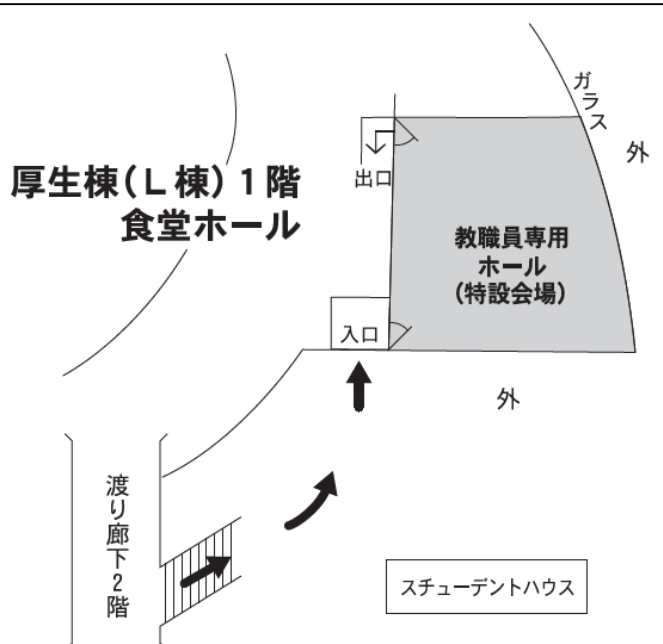 ガラス
外
厚生棟(L棟)1階
食堂ホール
出口
教職員専用
ホール
(特設会場)
入口
外
渡り廊下2階
スチューデントハウス